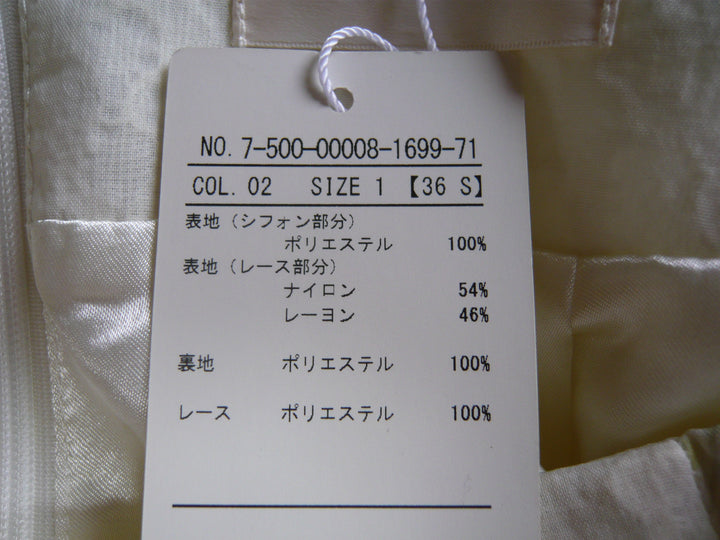 NO. 7-500-00008-1699-71
COL. 02 SIZE 1 【36 S】
表地(シフォン部分)
ポリエステル 100%
表地(レース部分)
ナイロン 54%
レーヨン 46%
裏地 ポリエステル 100%
レース ポリエステル 100%